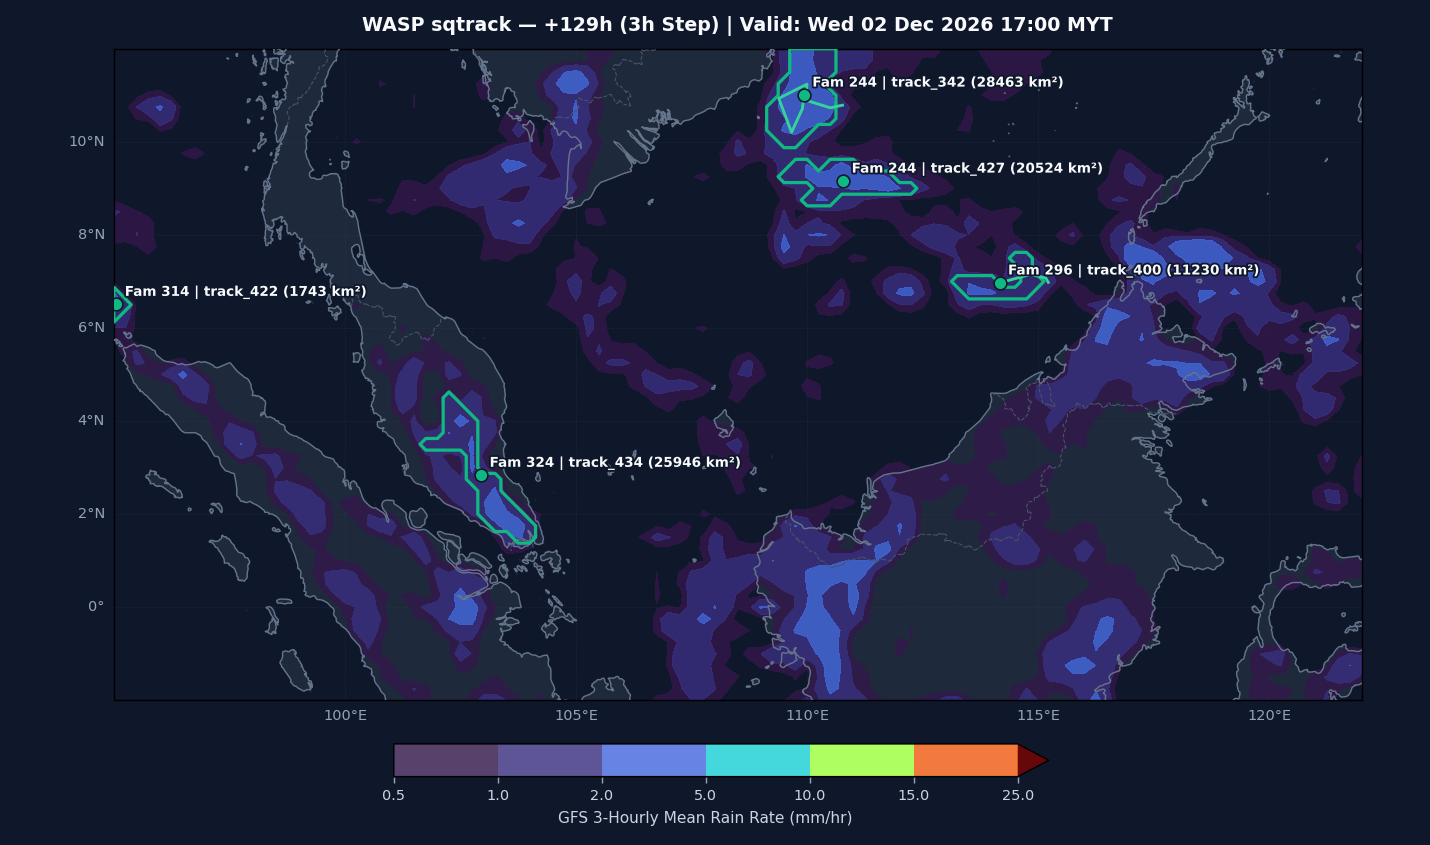 WASP sqtrack — +129h (3h Step) | Valid: Wed 02 Dec 2026 17:00 MYT
Fam 244 | track_342 (28463 km²)
10°N
Fam 244 | track_427 (20524 km²)
8°N
Fam 296 | track_400 (11230 km²)
Fam 314 | track_422 (1743 km²)
6°N
4°N
Fam 324 | track_434 (25946 km²)
2°N
0°
100°E 105°E 110°E 115°E 120°E
0.5 1.0 2.0 5.0 10.0 15.0 25.0
GFS 3-Hourly Mean Rain Rate (mm/hr)